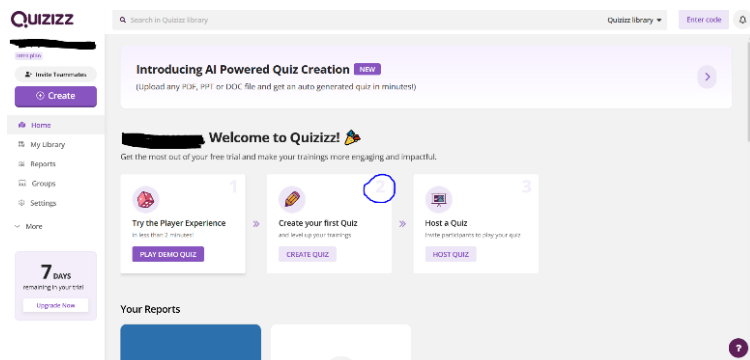 QUIZIZZ
Search in Quizizz library
Quizizz library
Enter code
Invite Teammates
Create
Home
My Library
Reports
Groups
Settings
More
7 DAYS
remaining in your trial
Upgrade Now
Introducing AI Powered Quiz Creation NEW
(Upload any PDF, PPT or DOC file and get an auto generated quiz in minutes!)
Welcome to Quizizz!
Get the most out of your free trial and make your trainings more engaging and impactful.
1
Try the Player Experience
in less than 2 minutes!
PLAY DEMO QUIZ
2
Create your first Quiz
and level up your trainings
CREATE QUIZ
3
Host a Quiz
Invite participants to play your quiz
HOST QUIZ
Your Reports
?